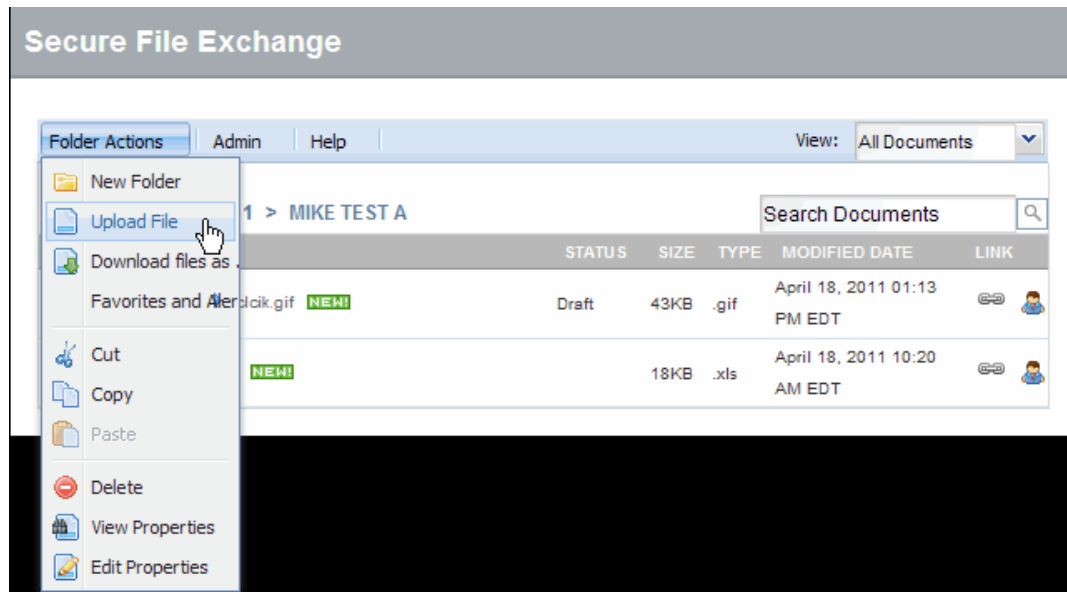 Secure File Exchange
Folder Actions Admin Help View: All Documents
New Folder
Upload File
Download files as .
Favorites and Aler
Cut
Copy
Paste
Delete
View Properties
Edit Properties
1 > MIKE TEST A Search Documents
STATUS SIZE TYPE MODIFIED DATE LINK
.gif NEW! Draft 43KB .gif April 18, 2011 01:13
PM EDT
NEW! 18KB .xls April 18, 2011 10:20
AM EDT